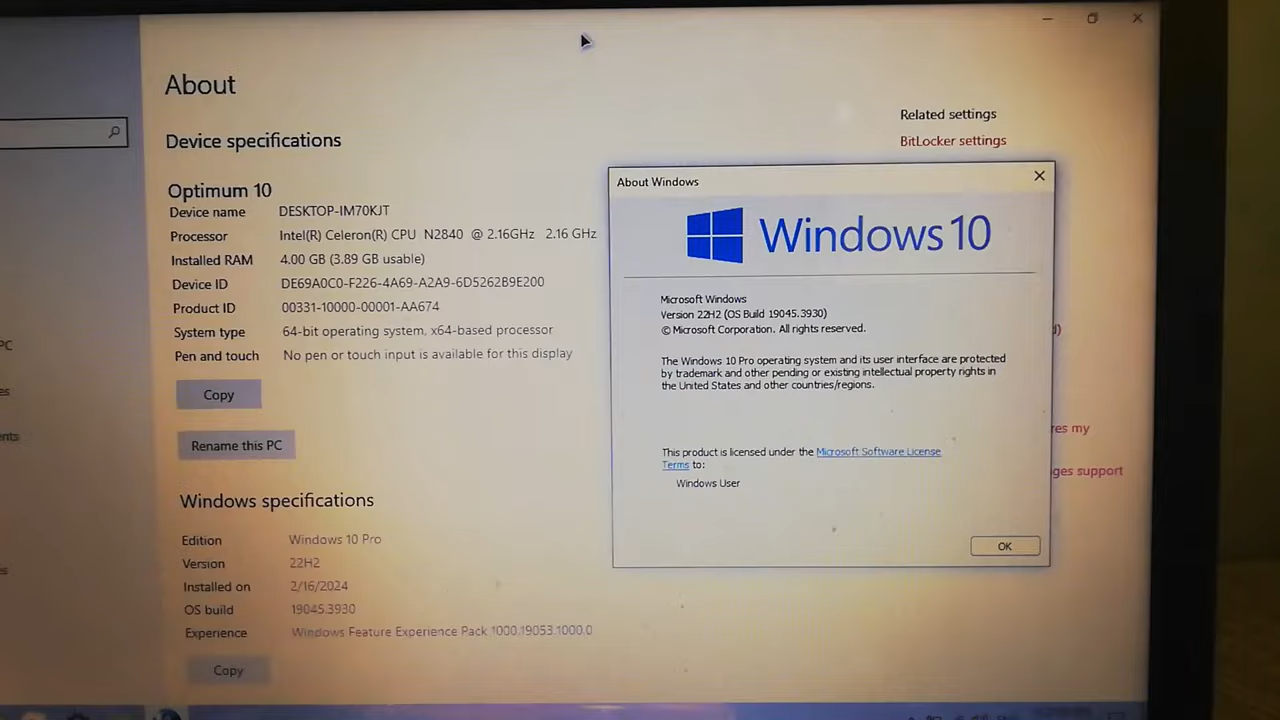 About
Device specifications
Optimum 10
Device name DESKTOP-IM70KJT
Processor Intel(R) Celeron(R) CPU N2840 @ 2.16GHz 2.16 GHz
Installed RAM 4.00 GB (3.89 GB usable)
Device ID DE69A0C0-F226-4A69-A2A9-6D5262B9E200
Product ID 00331-10000-00001-AA674
System type 64-bit operating system, x64-based processor
Pen and touch No pen or touch input is available for this display
Copy
Rename this PC
Windows specifications
Edition Windows 10 Pro
Version 22H2
Installed on 2/16/2024
OS build 19045.3930
Experience Windows Feature Experience Pack 1000.19053.1000.0
Copy
Related settings
BitLocker settings
About Windows
Windows 10
Microsoft Windows
Version 22H2 (OS Build 19045.3930)
© Microsoft Corporation. All rights reserved.
The Windows 10 Pro operating system and its user interface are protected
by trademark and other pending or existing intellectual property rights in
the United States and other countries/regions.
This product is licensed under the Microsoft Software License
Terms to:
Windows User
OK
my
support
PC